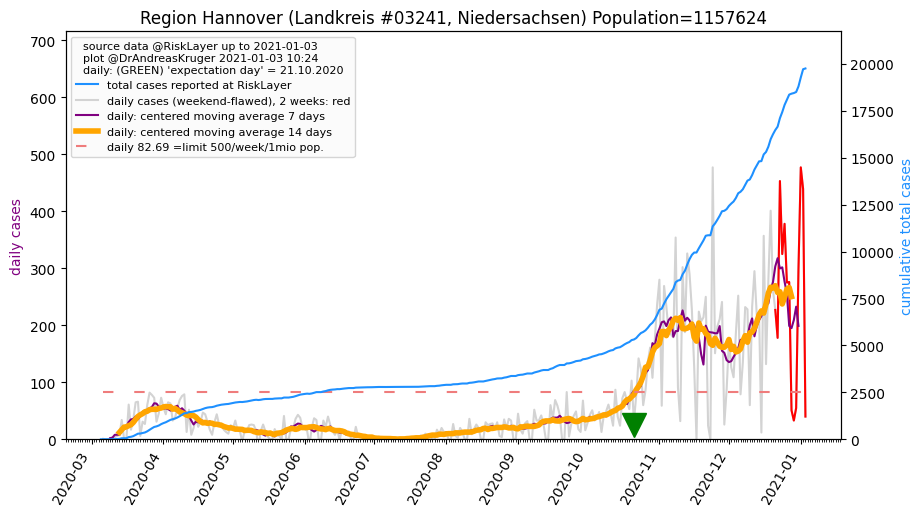 Region Hannover (Landkreis #03241, Niedersachsen) Population=1157624
source data @RiskLayer up to 2021-01-03
plot @DrAndreasKruger 2021-01-03 10:24
daily: (GREEN) 'expectation day' = 21.10.2020
total cases reported at RiskLayer
daily cases (weekend-flawed), 2 weeks: red
daily: centered moving average 7 days
daily: centered moving average 14 days
daily 82.69 =limit 500/week/1mio pop.
700
600
500
400
300
200
100
0
daily cases
20000
17500
15000
12500
10000
7500
5000
2500
0
cumulative total cases
2020-03
2020-04
2020-05
2020-06
2020-07
2020-08
2020-09
2020-10
2020-11
2020-12
2021-01